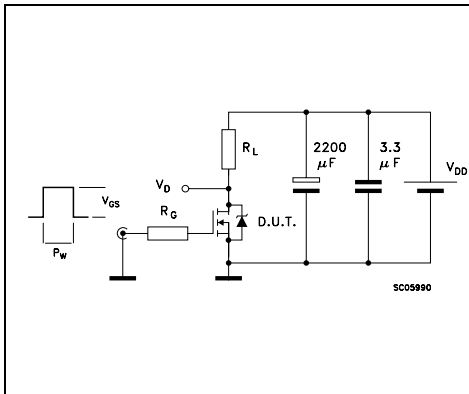 R_L
2200
μF
3.3
μF
V_DD
V_D
V_GS
R_G
D.U.T.
P_W
SC05990